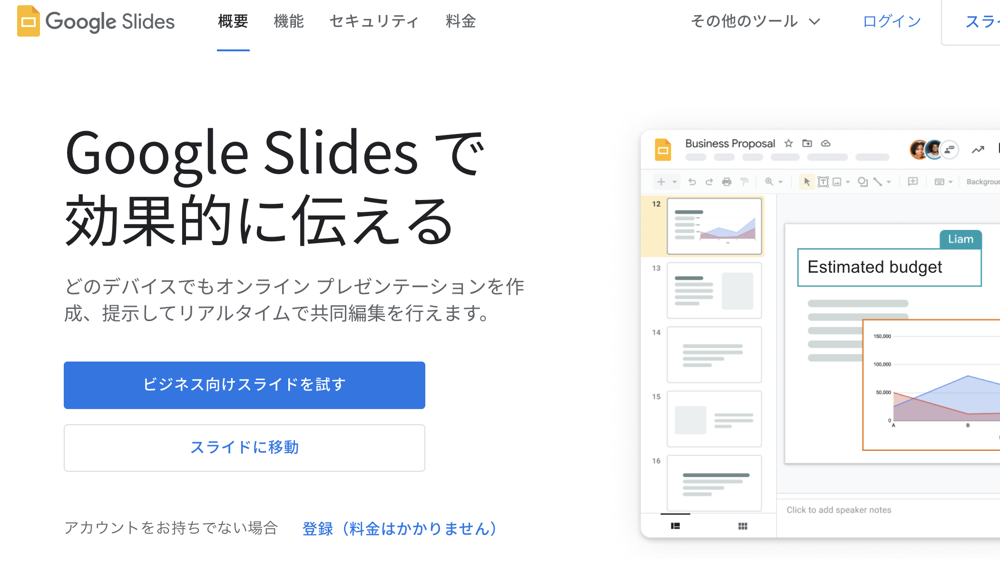 Google Slides
概要
機能
セキュリティ
料金
その他のツール
ログイン
Google Slides で
効果的に伝える
どのデバイスでもオンライン プレゼンテーションを作
成、提示してリアルタイムで共同編集を行えます。
ビジネス向けスライドを試す
スライドに移動
アカウントをお持ちでない場合
登録（料金はかかりません）
Business Proposal
12
13
14
15
16
Liam
Estimated budget
150,000
100,000
50,000
0
A
B
Click to add speaker notes